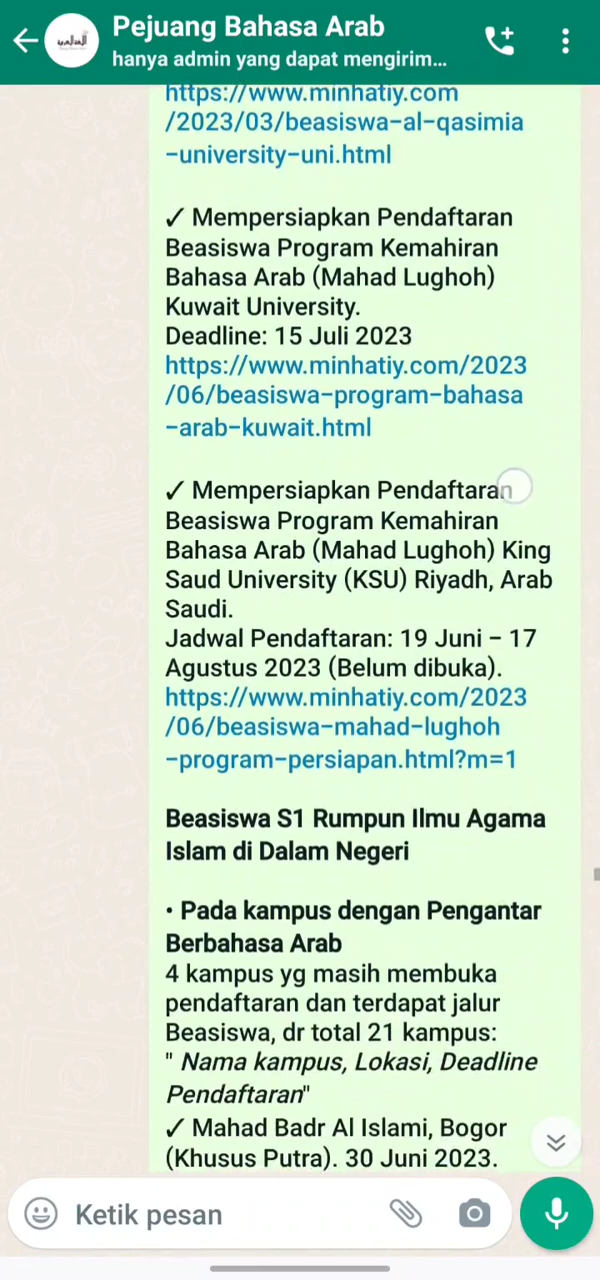 Pejuang Bahasa Arab
hanya admin yang dapat mengirim...
https://www.minhatiy.com
/2023/03/beasiswa-al-qasimia
-university-uni.html
✓ Mempersiapkan Pendaftaran
Beasiswa Program Kemahiran
Bahasa Arab (Mahad Lughoh)
Kuwait University.
Deadline: 15 Juli 2023
https://www.minhatiy.com/2023
/06/beasiswa-program-bahasa
-arab-kuwait.html
✓ Mempersiapkan Pendaftaran
Beasiswa Program Kemahiran
Bahasa Arab (Mahad Lughoh) King
Saud University (KSU) Riyadh, Arab
Saudi.
Jadwal Pendaftaran: 19 Juni – 17
Agustus 2023 (Belum dibuka).
https://www.minhatiy.com/2023
/06/beasiswa-mahad-lughoh
-program-persiapan.html?m=1
Beasiswa S1 Rumpun Ilmu Agama
Islam di Dalam Negeri
• Pada kampus dengan Pengantar
Berbahasa Arab
4 kampus yg masih membuka
pendaftaran dan terdapat jalur
Beasiswa, dr total 21 kampus:
" Nama kampus, Lokasi, Deadline
Pendaftaran"
✓ Mahad Badr Al Islami, Bogor
(Khusus Putra). 30 Juni 2023.
Ketik pesan